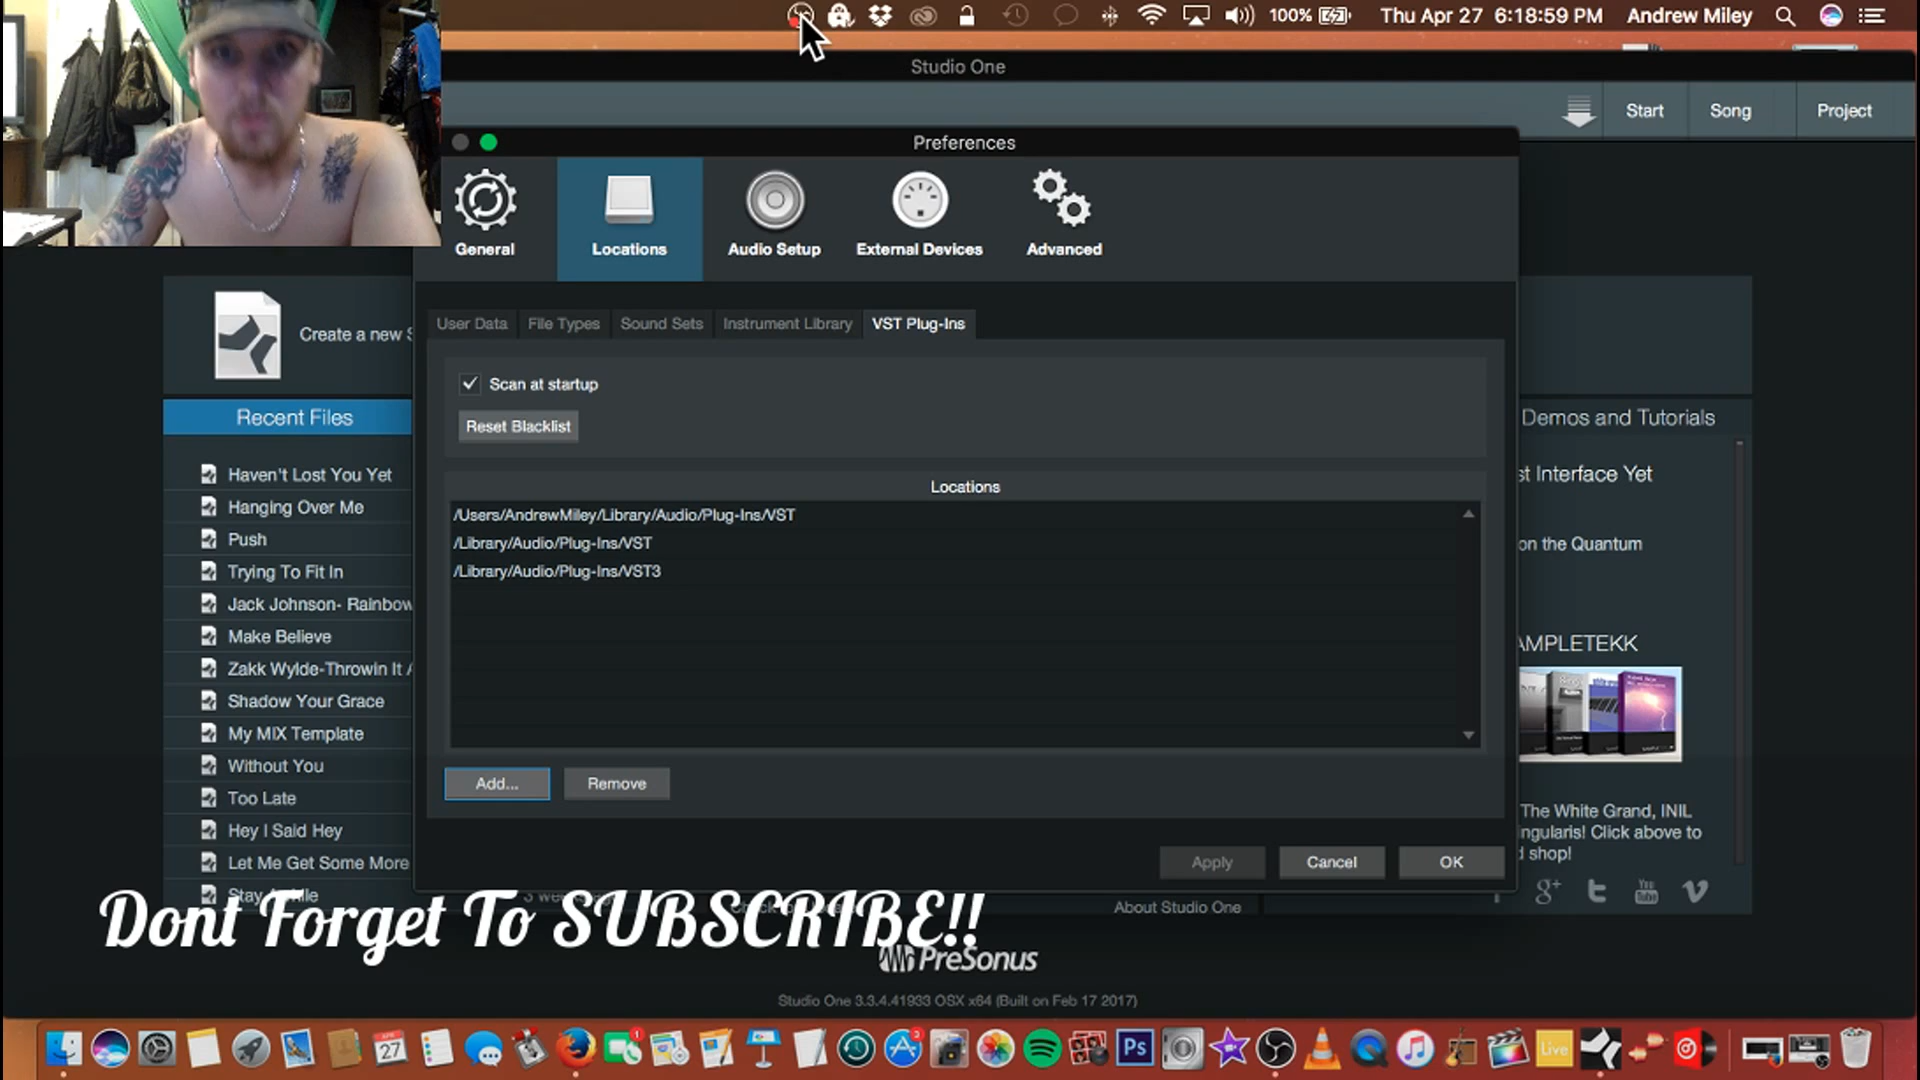 100% Thu Apr 27 6:18:59 PM Andrew Miley
Studio One
Start Song Project
Preferences
General Locations Audio Setup External Devices Advanced
User Data File Types Sound Sets Instrument Library VST Plug-Ins
Create a new S
Scan at startup
Reset Blacklist
Recent Files
Demos and Tutorials
Haven't Lost You Yet
Hanging Over Me
Push
Trying To Fit In
Jack Johnson- Rainbow
Make Believe
Zakk Wylde-Throwin It A
Shadow Your Grace
My MIX Template
Without You
Too Late
Hey I Said Hey
Let Me Get Some More
Stay
Locations
/Users/AndrewMiley/Library/Audio/Plug-Ins/VST
/Library/Audio/Plug-Ins/VST
/Library/Audio/Plug-Ins/VST3
st Interface Yet
on the Quantum
AMPLETEKK
The White Grand, INIL
ingularis! Click above to
d shop!
Add... Remove
Apply Cancel OK
About Studio One
Dont Forget To SUBSCRIBE!!
PreSonus
Studio One 3.3.4.41933 OSX x64 (Built on Feb 17 2017)
g+ You Tube
27 Ps Live